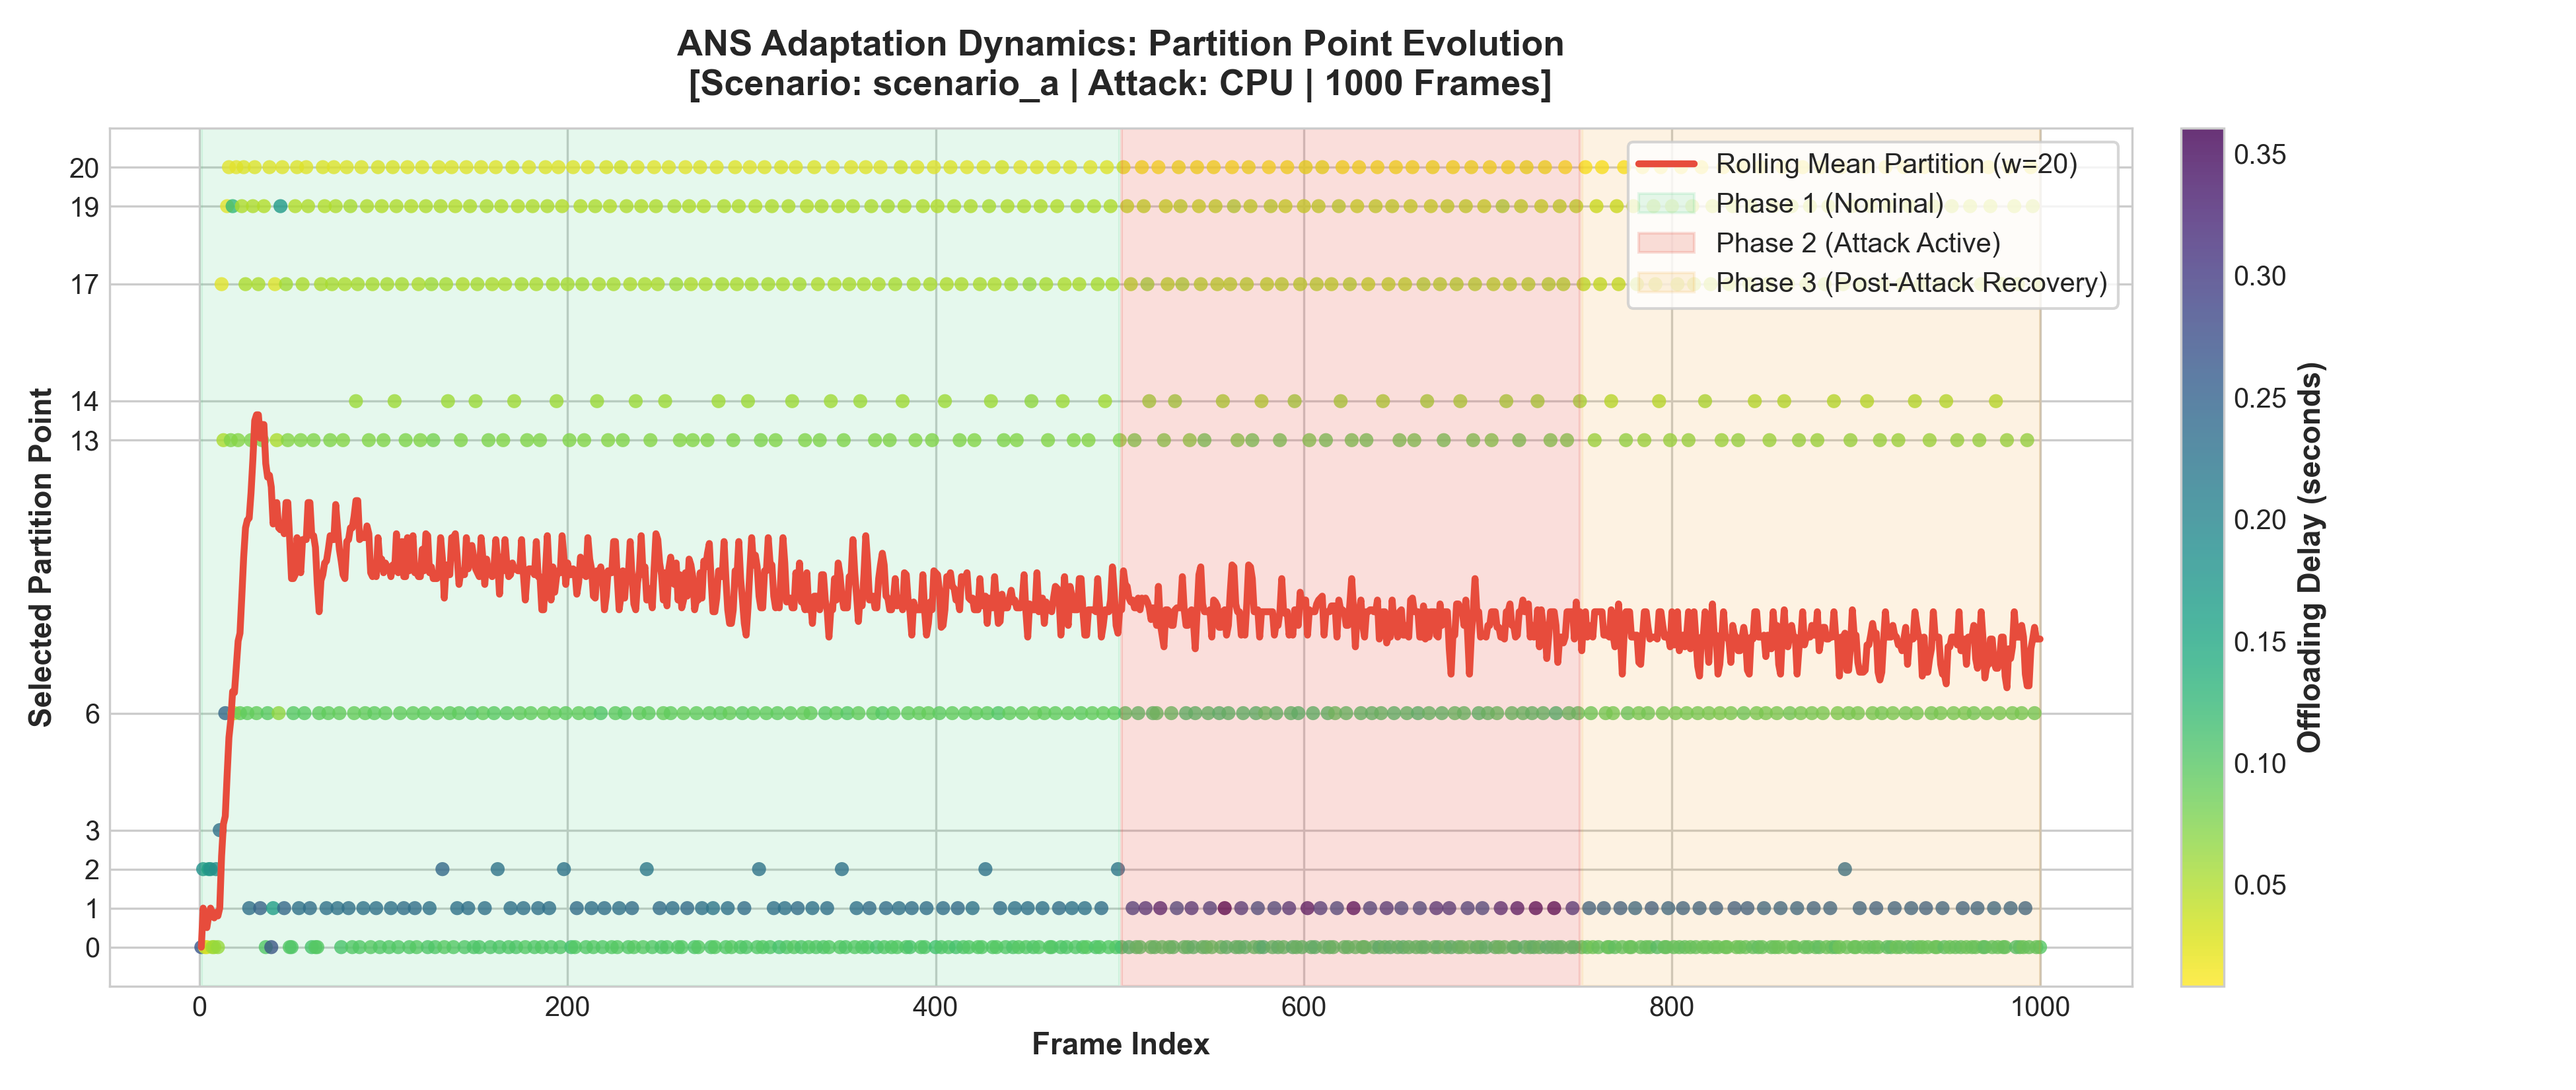 ANS Adaptation Dynamics: Partition Point Evolution
[Scenario: scenario_a | Attack: CPU | 1000 Frames]
Selected Partition Point
20
19
17
14
13
6
3
2
1
0
Rolling Mean Partition (w=20)
Phase 1 (Nominal)
Phase 2 (Attack Active)
Phase 3 (Post-Attack Recovery)
0
200
400
600
800
1000
Frame Index
0.35
0.30
0.25
0.20
0.15
0.10
0.05
Offloading Delay (seconds)